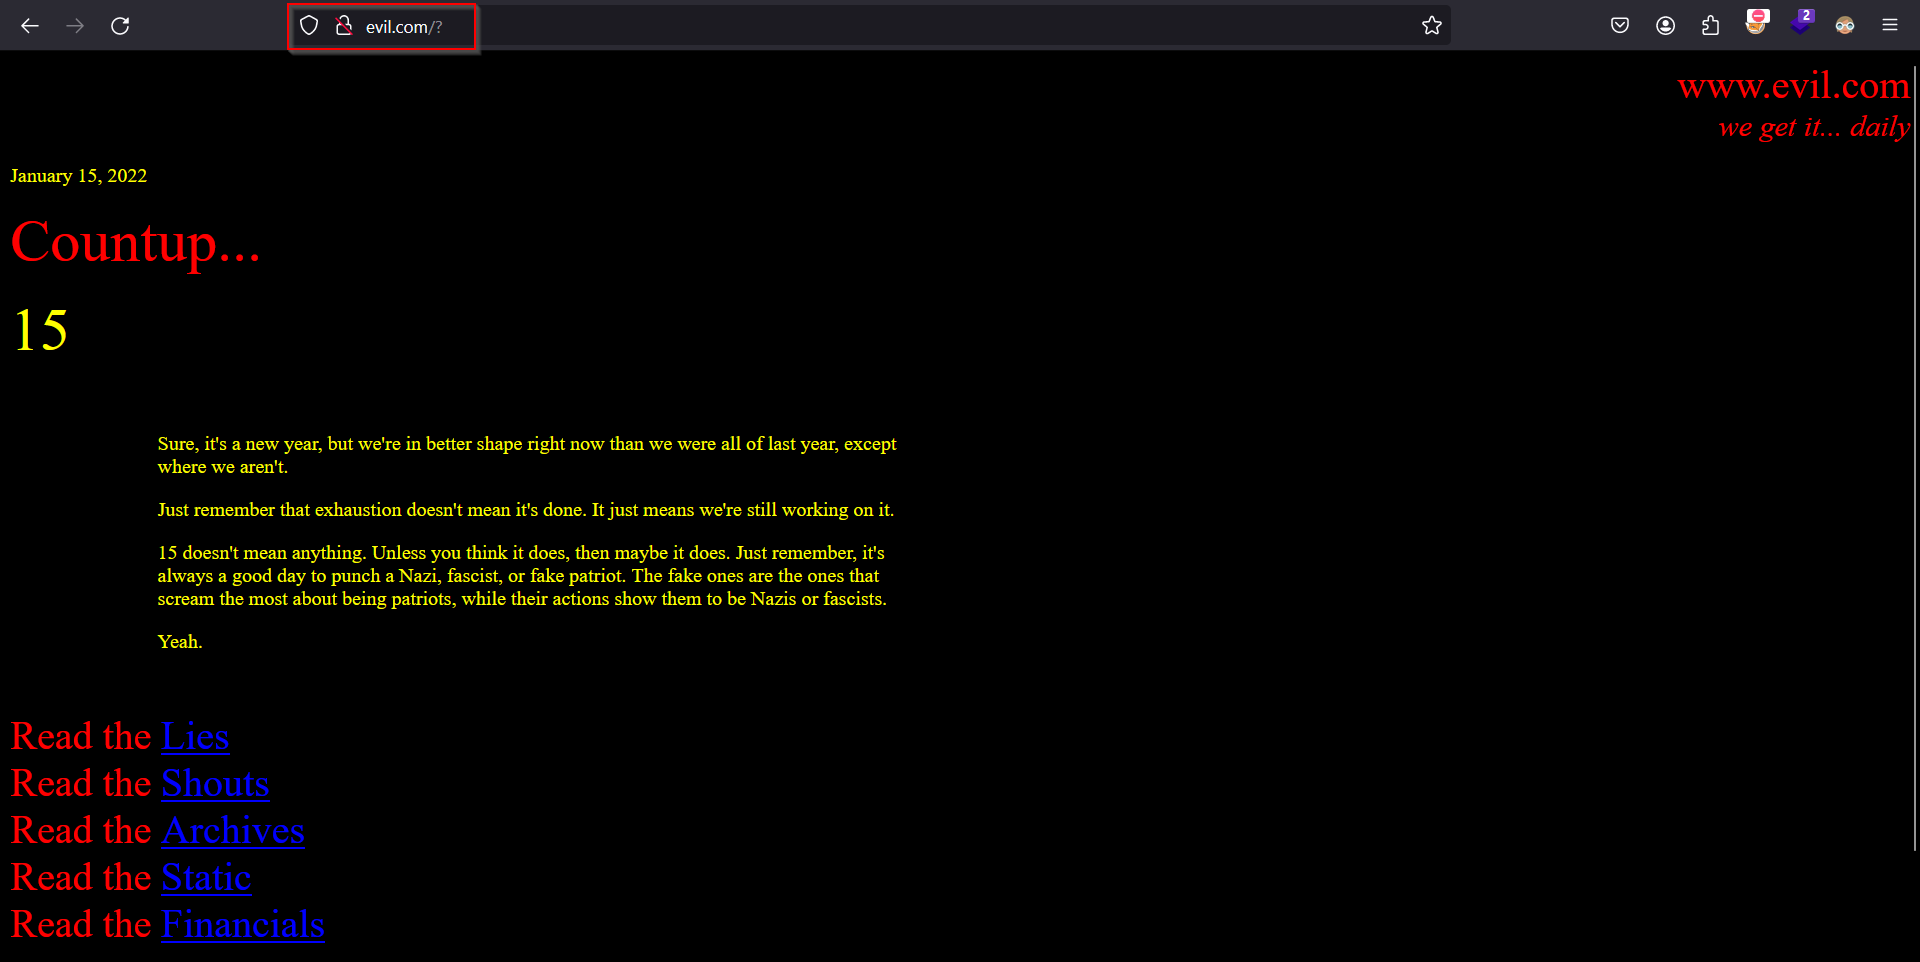 evil.com/?
2
www.evil.com
we get it... daily
January 15, 2022
Countup...
15
Sure, it's a new year, but we're in better shape right now than we were all of last year, except
where we aren't.
Just remember that exhaustion doesn't mean it's done. It just means we're still working on it.
15 doesn't mean anything. Unless you think it does, then maybe it does. Just remember, it's
always a good day to punch a Nazi, fascist, or fake patriot. The fake ones are the ones that
scream the most about being patriots, while their actions show them to be Nazis or fascists.
Yeah.
Read the Lies
Read the Shouts
Read the Archives
Read the Static
Read the Financials